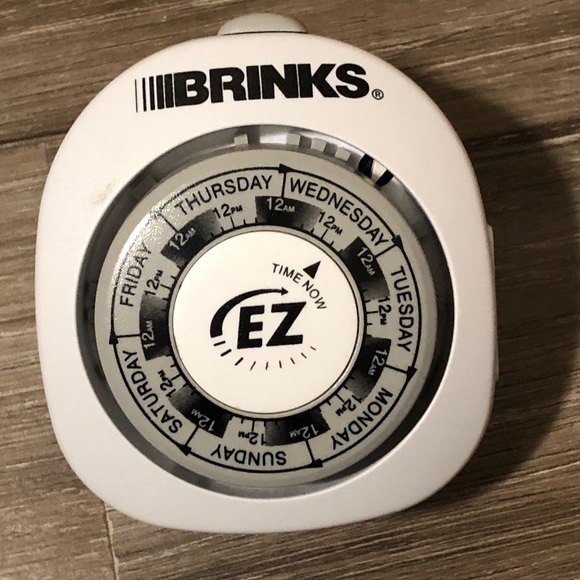 BRINKS®
THURSDAY
WEDNESDAY
TUESDAY
MONDAY
SUNDAY
SATURDAY
FRIDAY
12AM
12PM
12AM
12PM
12AM
12PM
12AM
12PM
12AM
12PM
12AM
12PM
12AM
12PM
TIME NOW
EZ